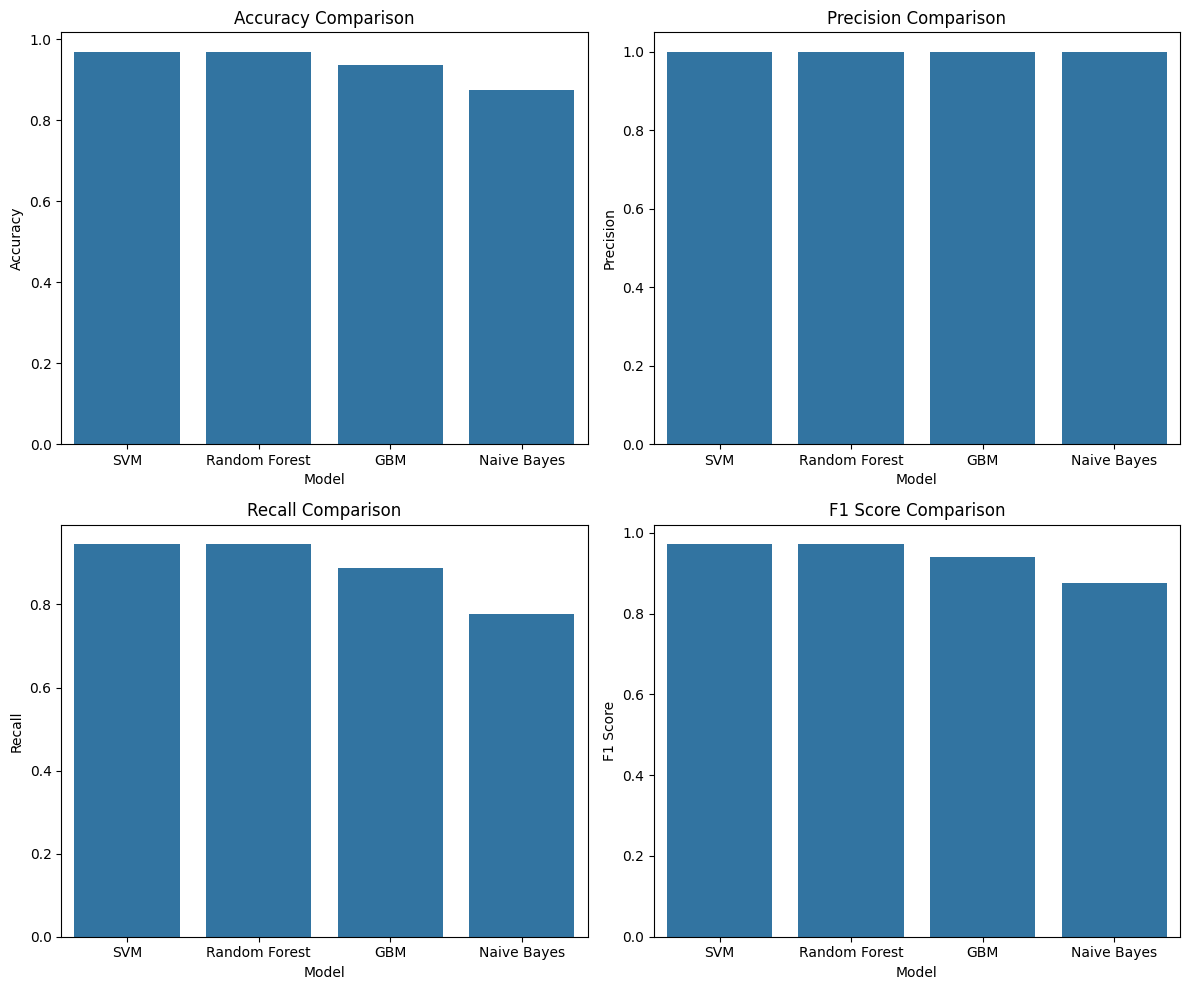 Accuracy Comparison
1.0
0.8
0.6
0.4
0.2
0.0
Accuracy
SVM Random Forest GBM Naive Bayes
Model
Precision Comparison
1.0
0.8
0.6
0.4
0.2
0.0
Precision
SVM Random Forest GBM Naive Bayes
Model
Recall Comparison
0.8
0.6
0.4
0.2
0.0
Recall
SVM Random Forest GBM Naive Bayes
Model
F1 Score Comparison
1.0
0.8
0.6
0.4
0.2
0.0
F1 Score
SVM Random Forest GBM Naive Bayes
Model